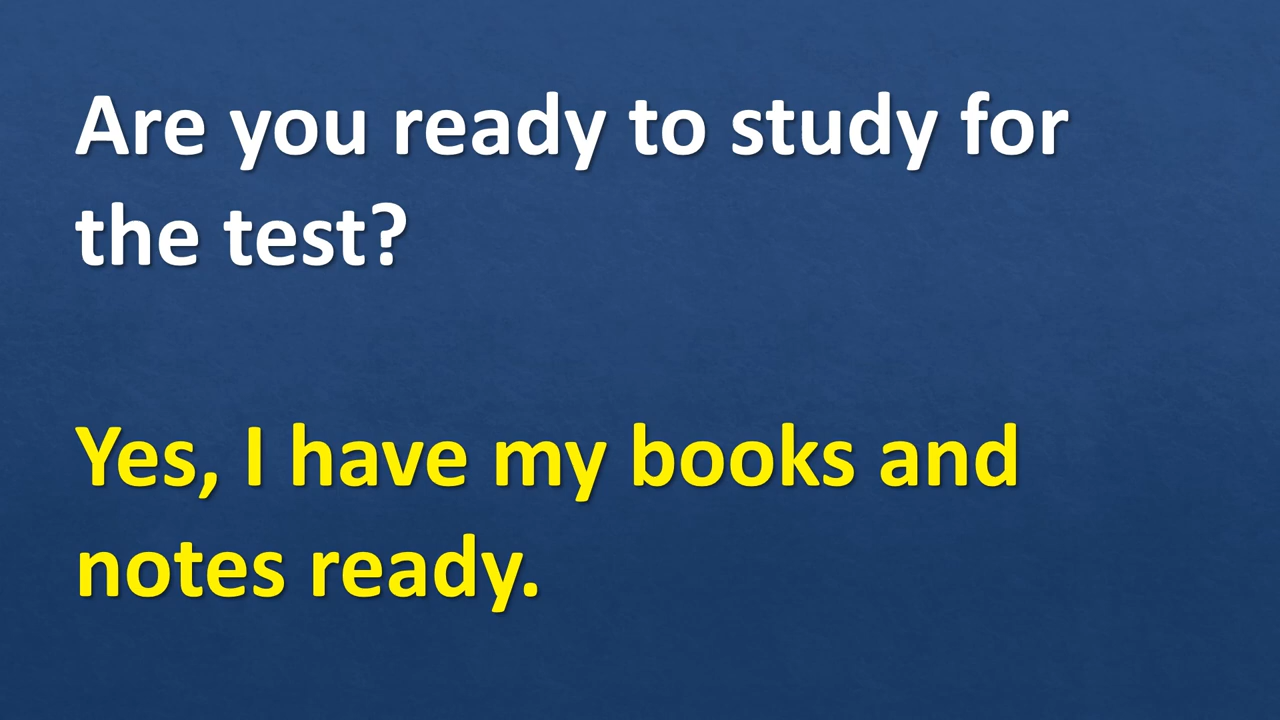 Are you ready to study for
the test?
Yes, I have my books and
notes ready.